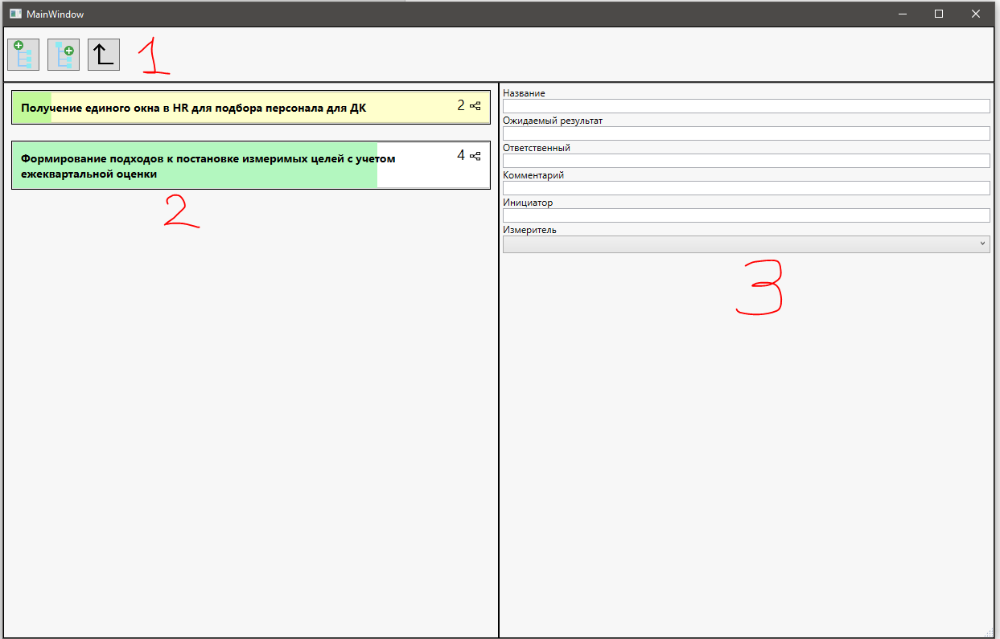 MainWindow
1
Получение единого окна в HR для подбора персонала для ДК
2
Формирование подходов к постановке измеримых целей с учетом
ежеквартальной оценки
4
2
Название
Ожидаемый результат
Ответственный
Комментарий
Инициатор
Измеритель
3